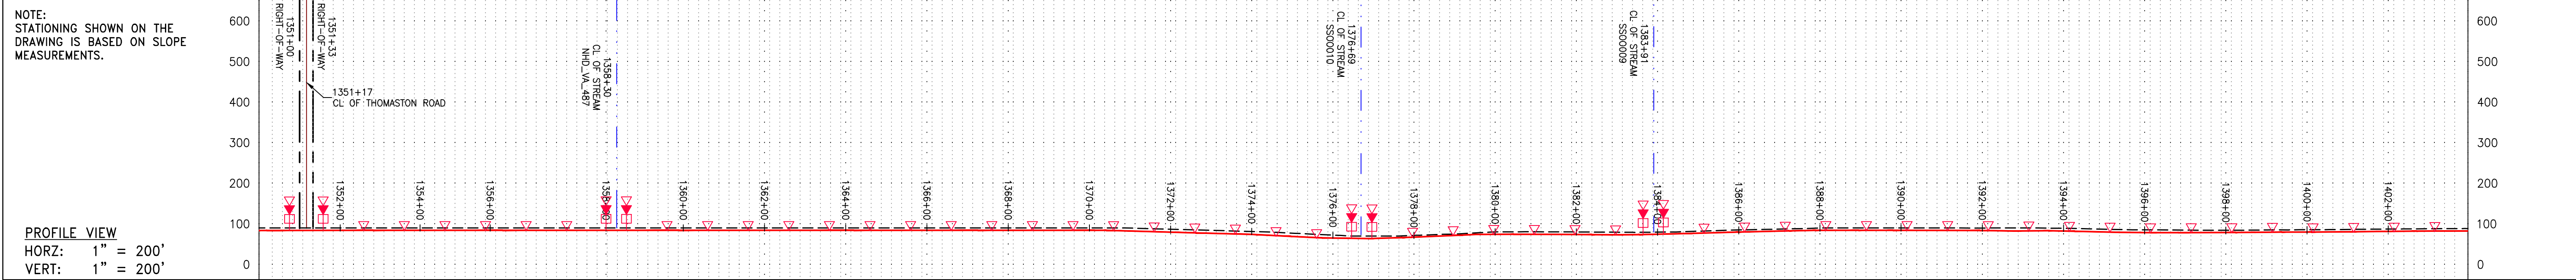 NOTE:
STATIONING SHOWN ON THE
DRAWING IS BASED ON SLOPE
MEASUREMENTS.
PROFILE VIEW
HORZ: 1" = 200'
VERT: 1" = 200'
600
500
400
300
200
100
0
1351+00
RIGHT-OF-WAY
1351+33
RIGHT-OF-WAY
1351+17
CL OF THOMASTON ROAD
1358+30
CL OF STREAM
NHD_VA_487
1376+69
CL OF STREAM
SS00010
1383+91
CL OF STREAM
SS00009
1352+00
1354+00
1356+00
1358+00
1360+00
1362+00
1364+00
1366+00
1368+00
1370+00
1372+00
1374+00
1376+00
1378+00
1380+00
1382+00
1384+00
1386+00
1388+00
1390+00
1392+00
1394+00
1396+00
1398+00
1400+00
1402+00
600
500
400
300
200
100
0